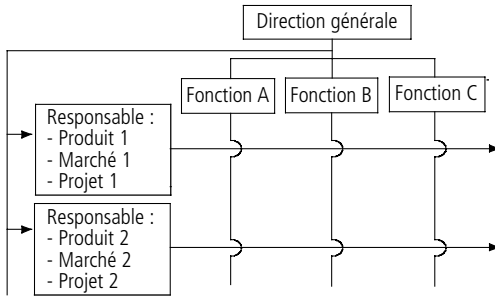 Direction générale
Fonction A
Fonction B
Fonction C
Responsable :
- Produit 1
- Marché 1
- Projet 1
Responsable :
- Produit 2
- Marché 2
- Projet 2